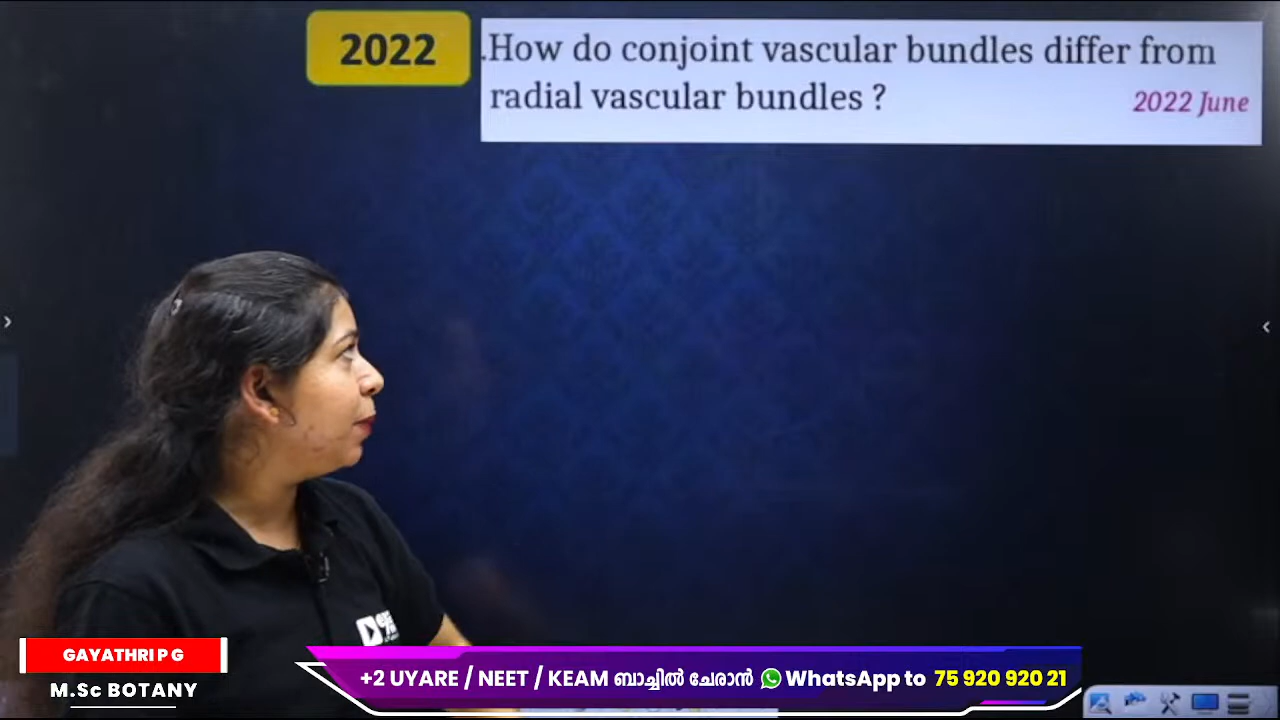 2022
.How do conjoint vascular bundles differ from
radial vascular bundles ?
2022 June
GAYATHRI P G
M.Sc BOTANY
+2 UYARE / NEET / KEAM ബാച്ചിൽ ചേരാൻ WhatsApp to 75 920 920 21